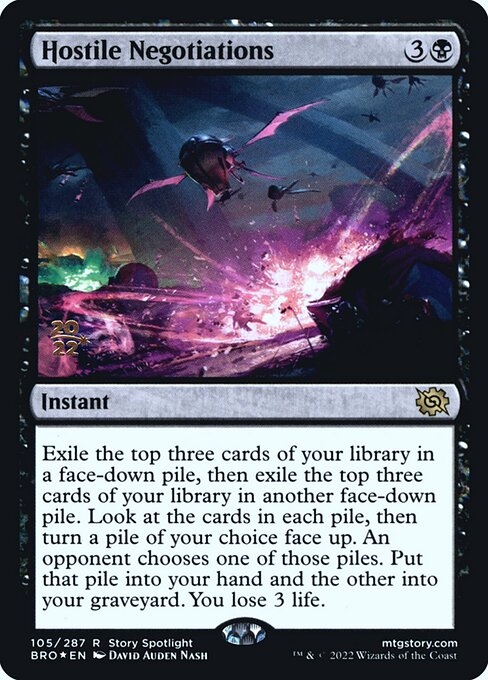 Hostile Negotiations 3
20
22
Instant
Exile the top three cards of your library in
a face-down pile, then exile the top three
cards of your library in another face-down
pile. Look at the cards in each pile, then
turn a pile of your choice face up. An
opponent chooses one of those piles. Put
that pile into your hand and the other into
your graveyard. You lose 3 life.
105/287 R Story Spotlight
BRO★EN David Auden Nash
mtgstory.com
™ & © 2022 Wizards of the Coast